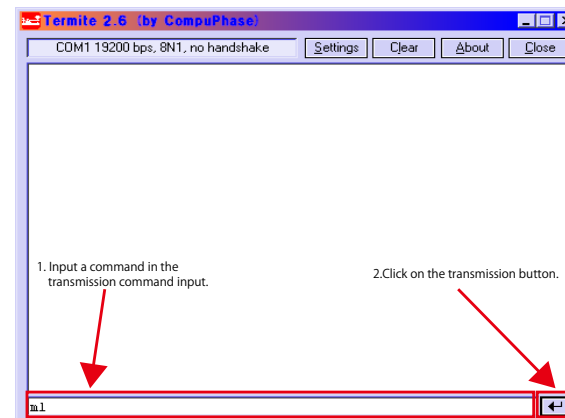 Termite 2.6 (by CompuPhase)
COM1 19200 bps, 8N1, no handshake Settings Clear About Close
1. Input a command in the
transmission command input.
2.Click on the transmission button.
m1